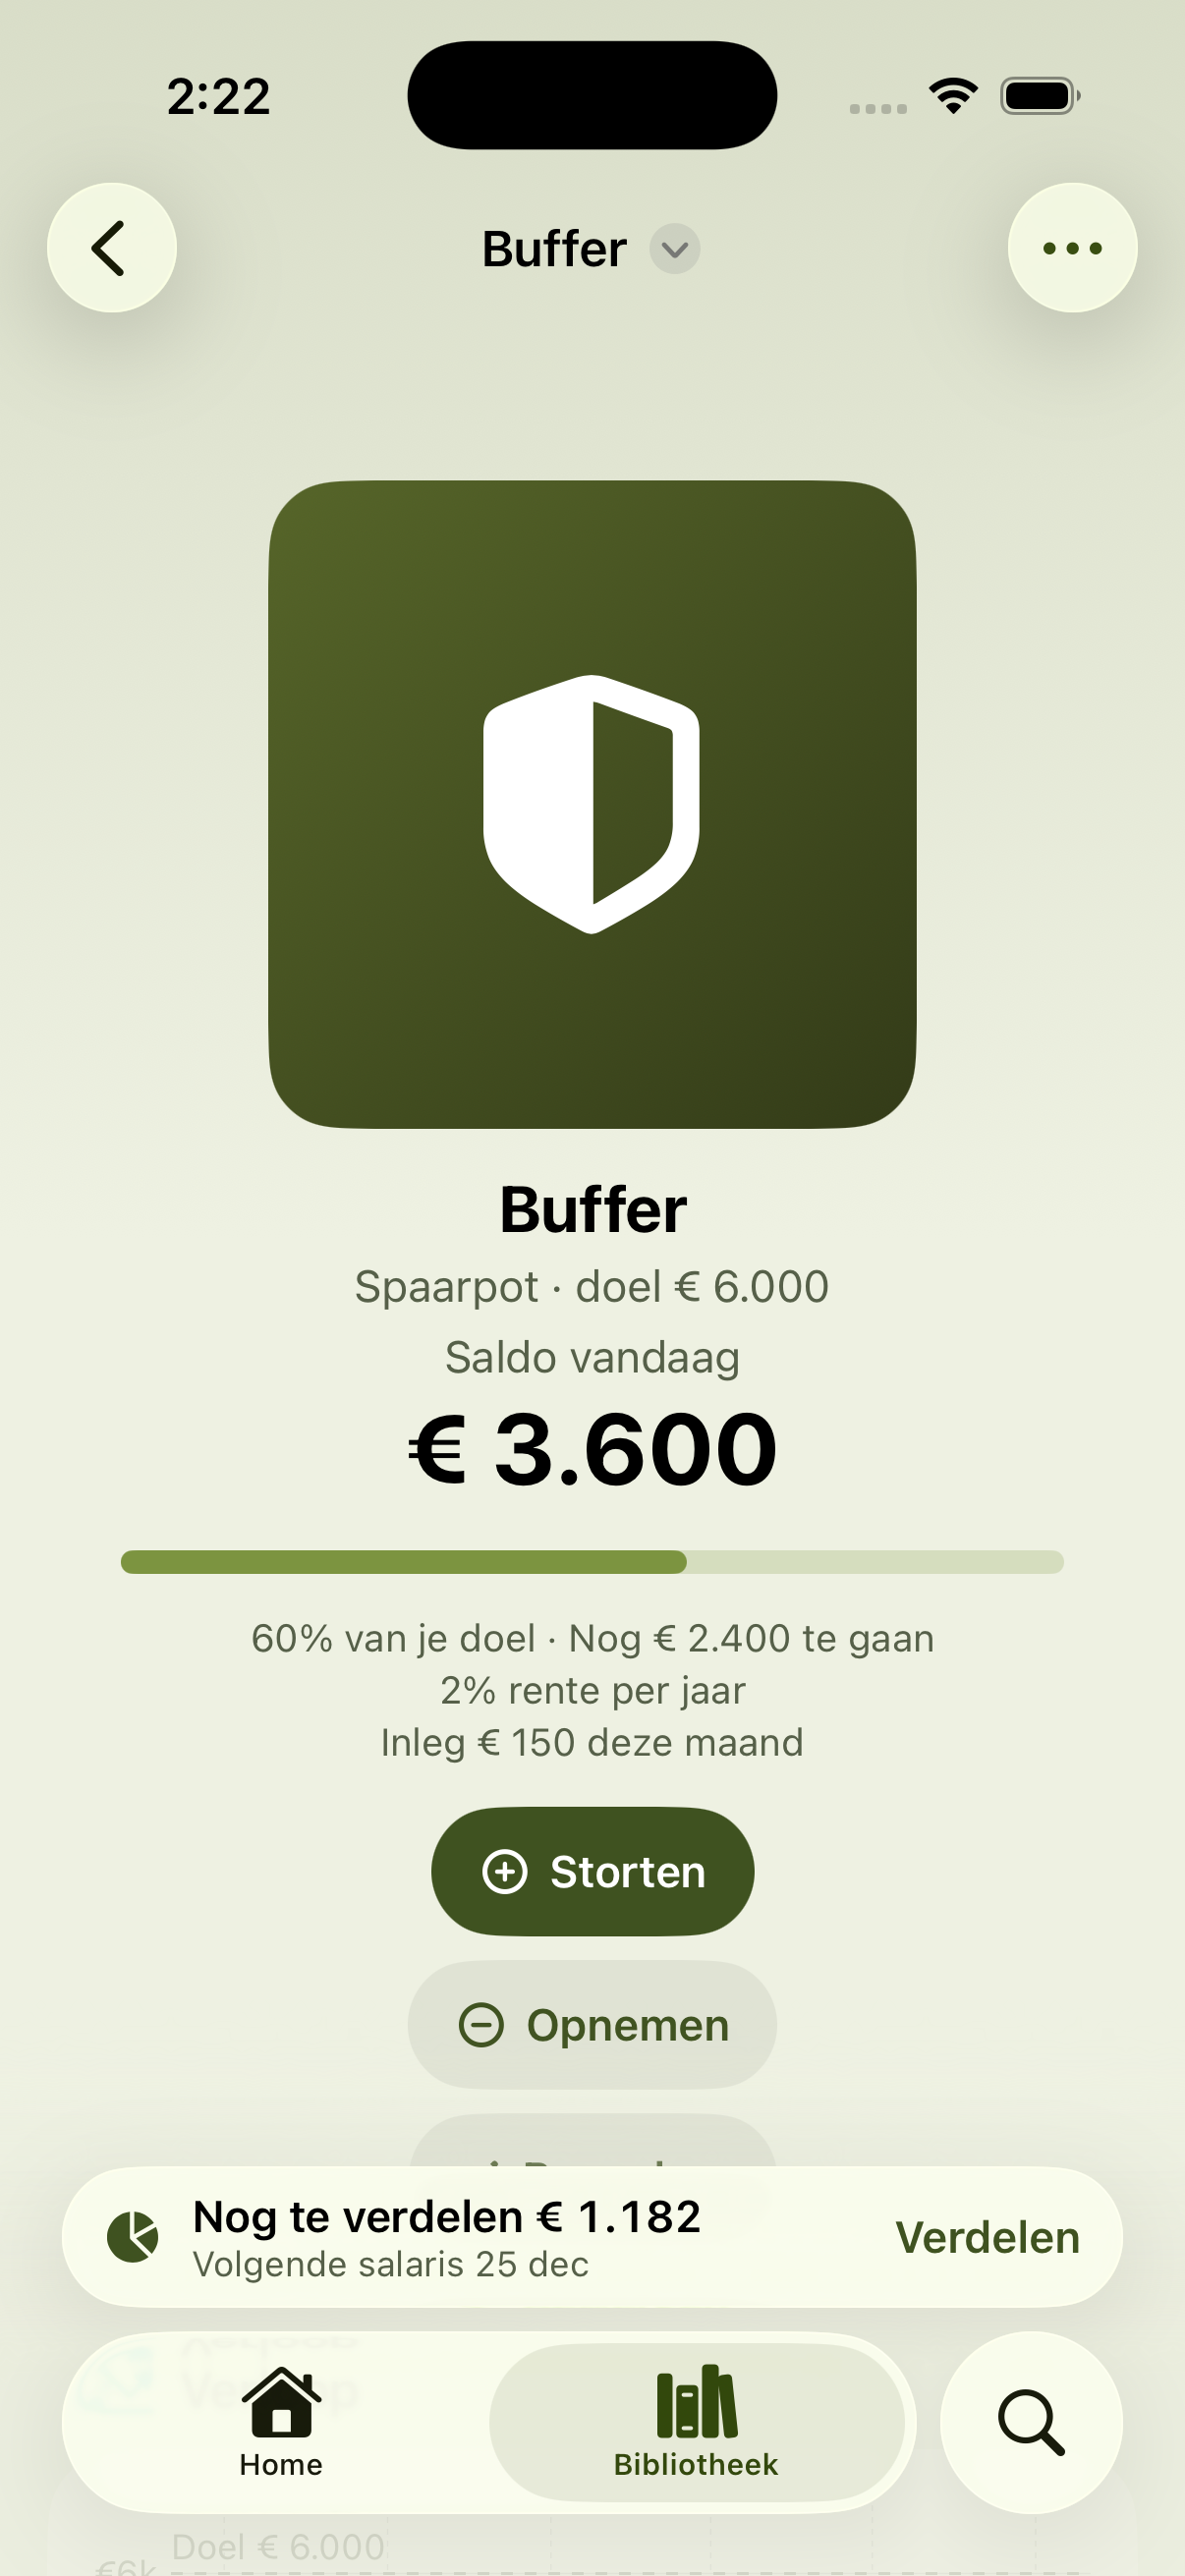 2:22
Buffer
Buffer
Spaarpot · doel € 6.000
Saldo vandaag
€ 3.600
60% van je doel · Nog € 2.400 te gaan
2% rente per jaar
Inleg € 150 deze maand
Storten
Opnemen
Nog te verdelen € 1.182
Volgende salaris 25 dec
Verdelen
Home
Bibliotheek
Doel € 6.000
€6k